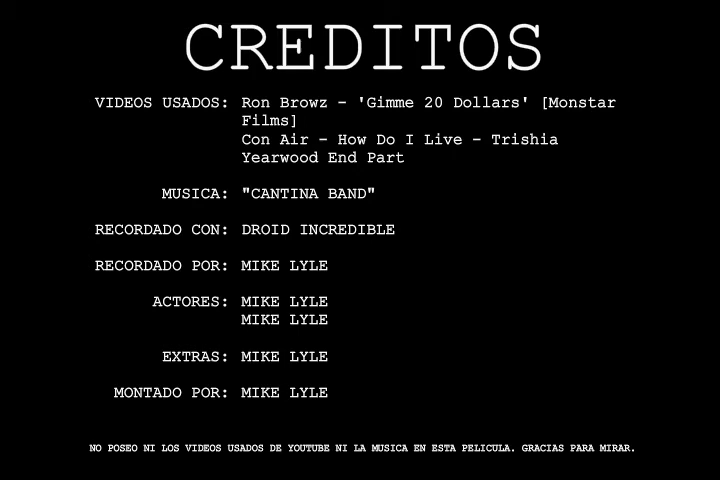 CREDITOS
VIDEOS USADOS: Ron Browz - 'Gimme 20 Dollars' [Monstar
Films]
Con Air - How Do I Live - Trishia
Yearwood End Part
MUSICA: "CANTINA BAND"
RECORDADO CON: DROID INCREDIBLE
RECORDADO POR: MIKE LYLE
ACTORES: MIKE LYLE
MIKE LYLE
EXTRAS: MIKE LYLE
MONTADO POR: MIKE LYLE
NO POSEO NI LOS VIDEOS USADOS DE YOUTUBE NI LA MUSICA EN ESTA PELICULA. GRACIAS PARA MIRAR.